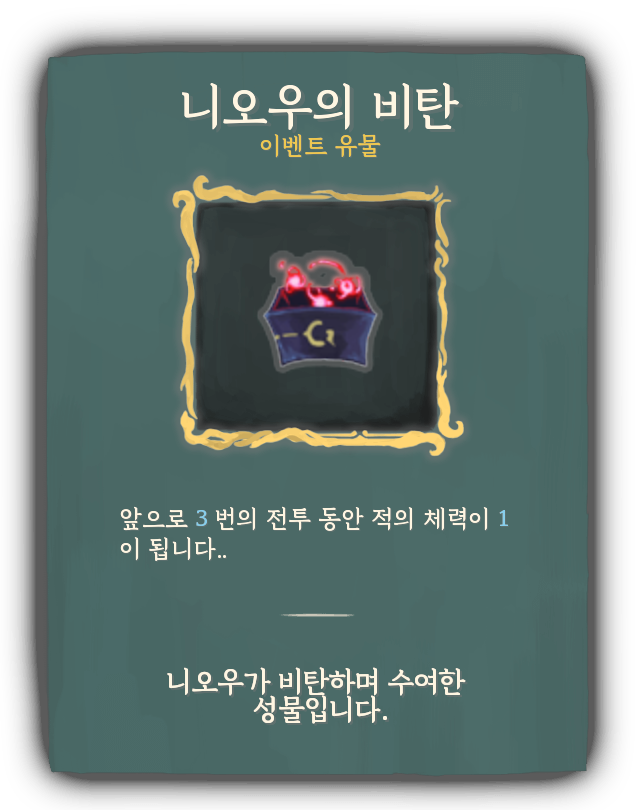 니오우의 비탄
이벤트 유물
앞으로 3 번의 전투 동안 적의 체력이 1
이 됩니다..
니오우가 비탄하며 수여한
성물입니다.